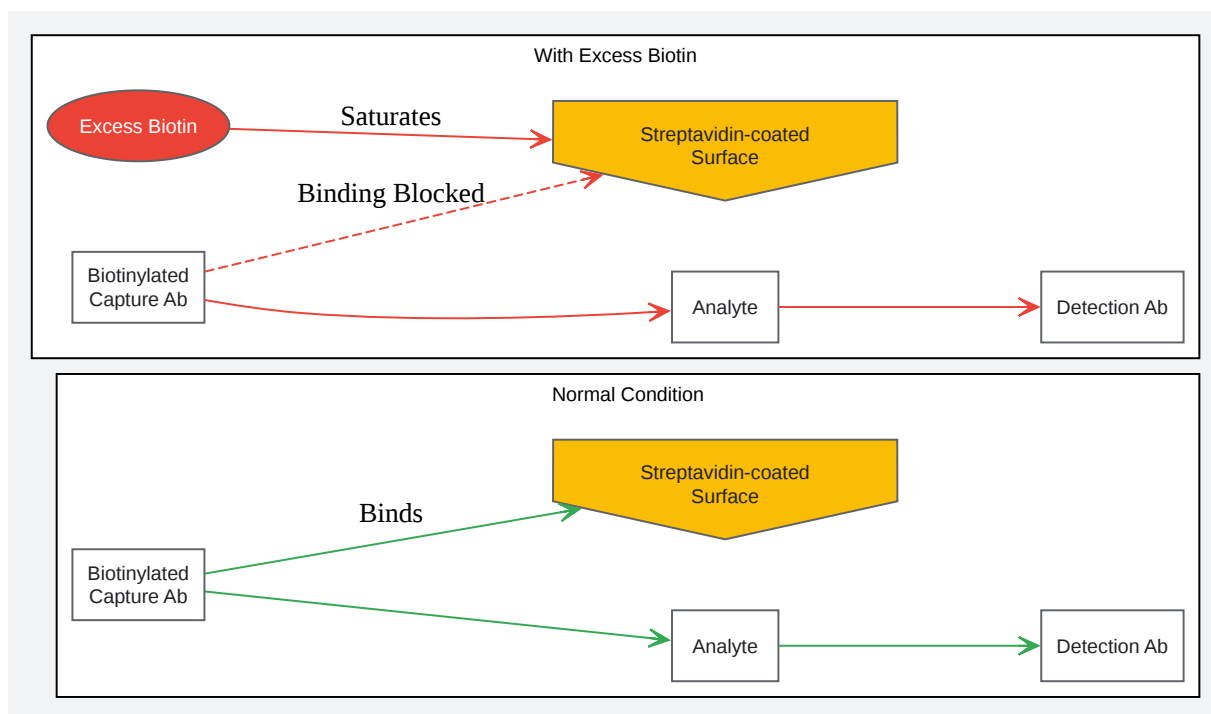 With Excess Biotin
Excess Biotin
Saturates
Streptavidin-coated
Surface
Binding Blocked
Biotinylated
Capture Ab
Analyte
Detection Ab
Normal Condition
Streptavidin-coated
Surface
Binds
Biotinylated
Capture Ab
Analyte
Detection Ab